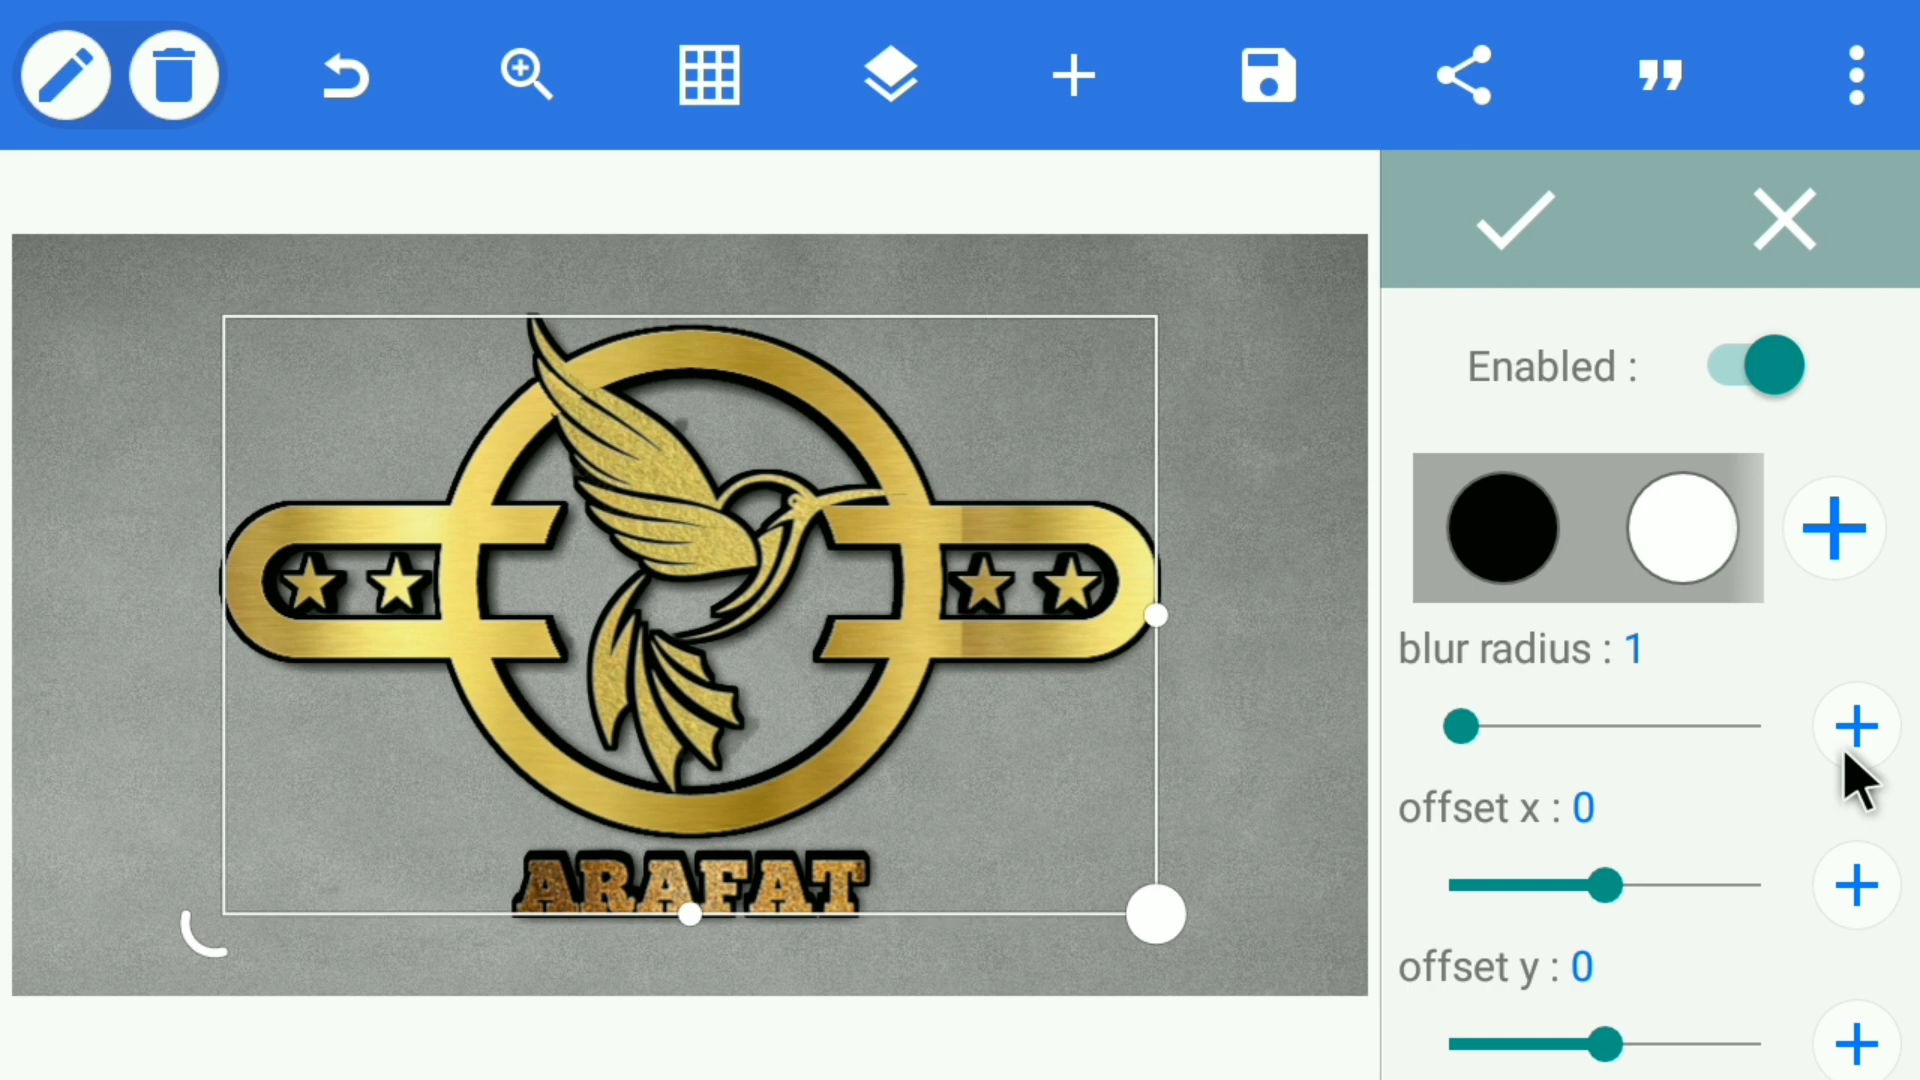 Enabled :
blur radius : 1
offset x : 0
offset y : 0
ARAFAT